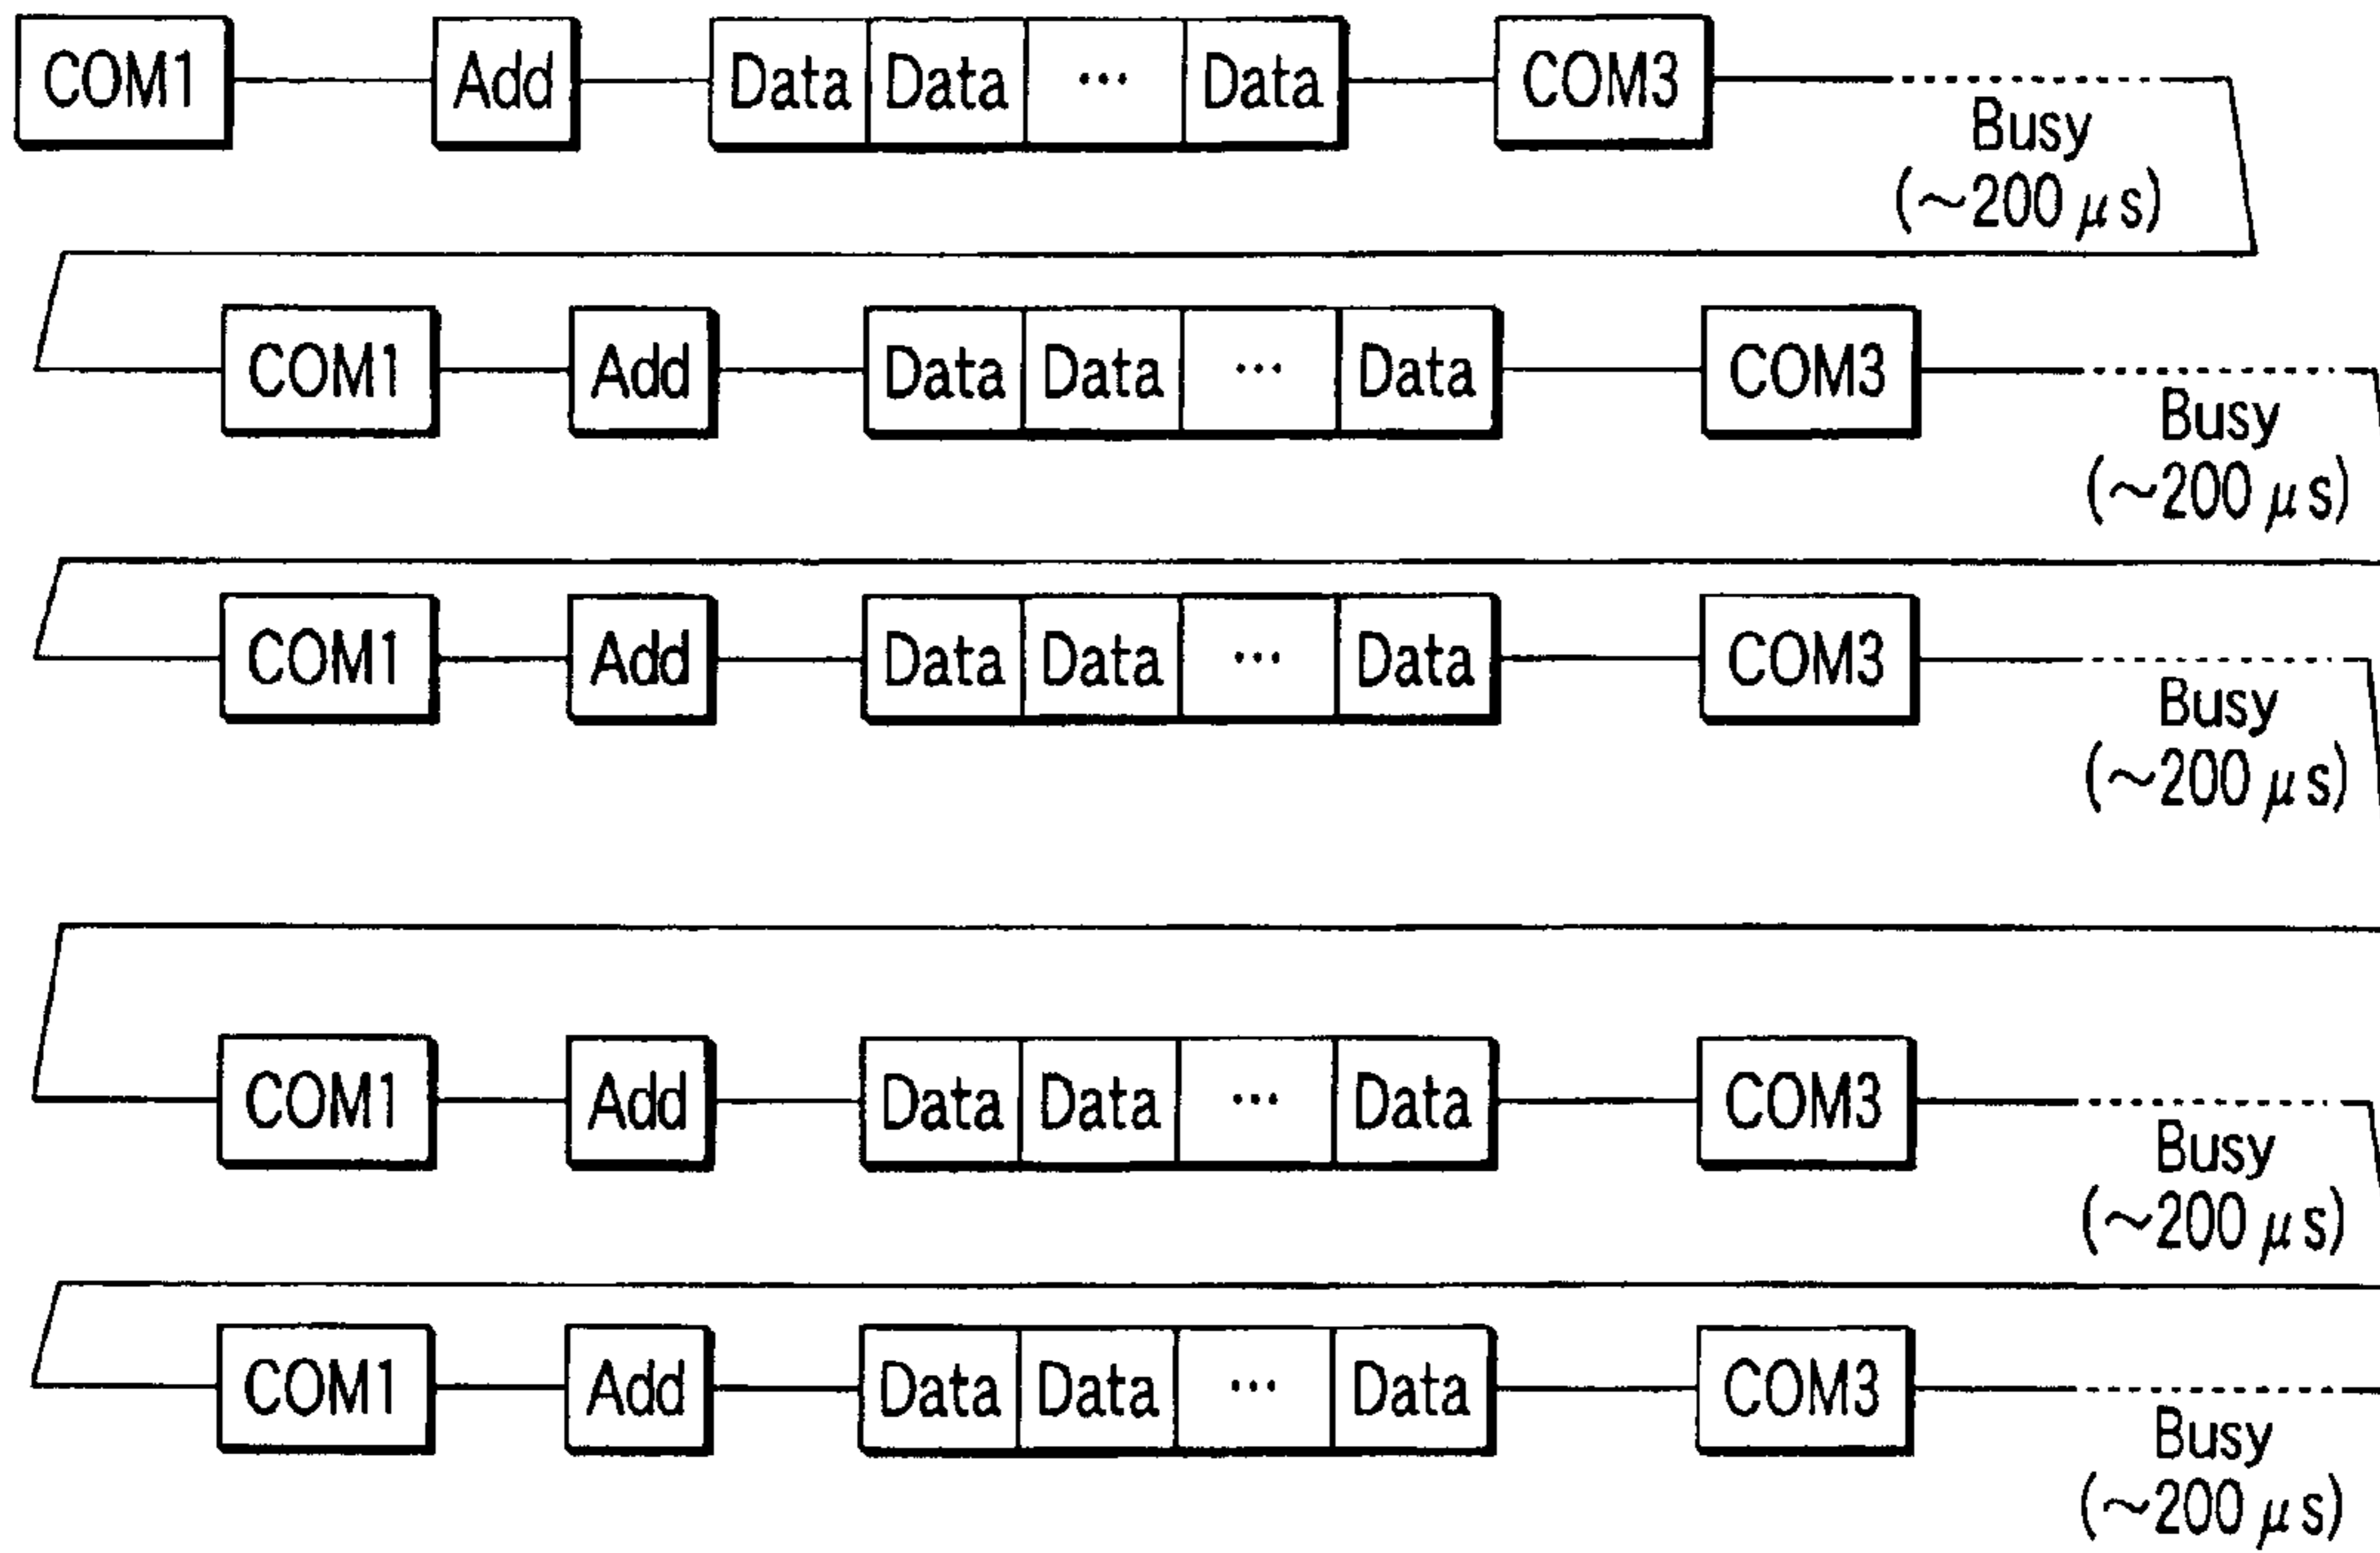 COM1 Add Data Data ... Data COM3
Busy
(~200 μs)
COM1 Add Data Data ... Data COM3
Busy
(~200 μs)
COM1 Add Data Data ... Data COM3
Busy
(~200 μs)
COM1 Add Data Data ... Data COM3
Busy
(~200 μs)
COM1 Add Data Data ... Data COM3
Busy
(~200 μs)